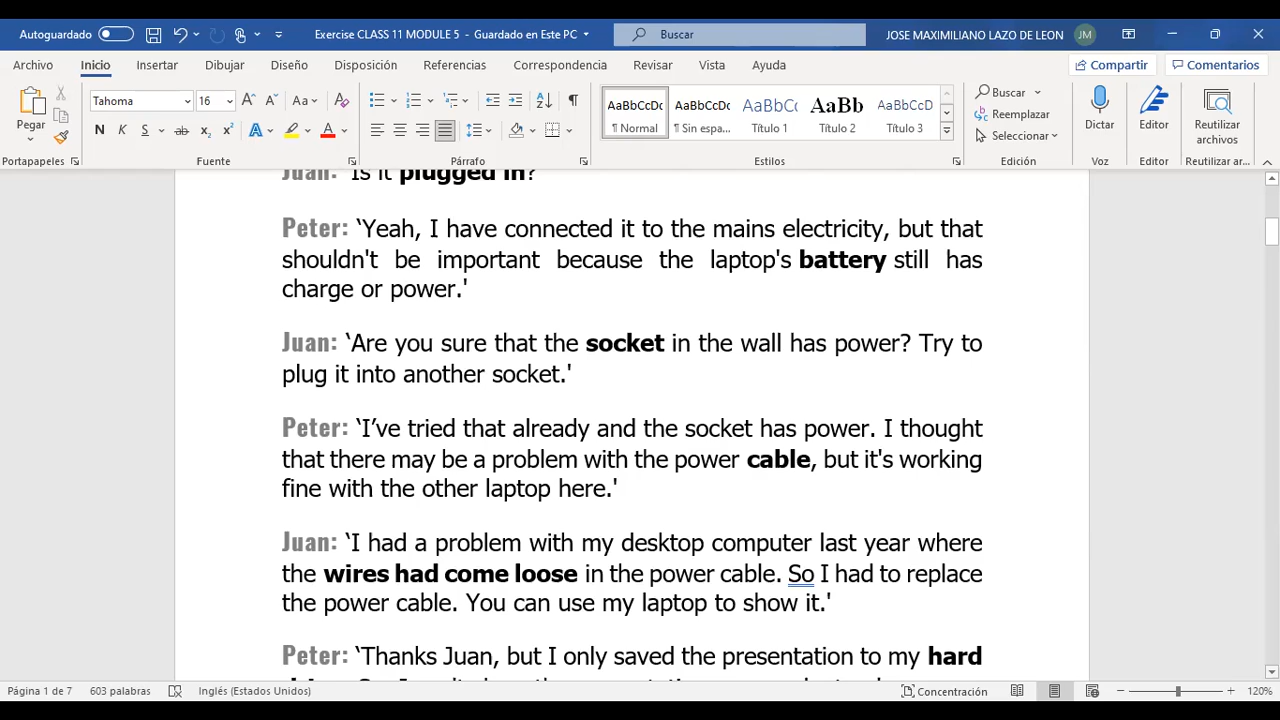 Autoguardado
Exercise CLASS 11 MODULE 5 - Guardado en Este PC
Buscar
JOSE MAXIMILIANO LAZO DE LEON
JM
Archivo Inicio Insertar Dibujar Diseño Disposición Referencias Correspondencia Revisar Vista Ayuda
Compartir
Comentarios
Pegar
Portapapeles
Tahoma 16
Aa
N K S ab x₂ x² A A
Fuente
Párrafo
AaBbCcDc AaBbCcDc AaBbCc AaBb AaBbCcD
¶ Normal ¶ Sin espa... Título 1 Título 2 Título 3
Estilos
Buscar
Reemplazar
Seleccionar
Edición
Dictar
Voz
Editor
Editor
Reutilizar archivos
Reutilizar ar...
Juan: 'Is it plugged in?'
Peter: ‘Yeah, I have connected it to the mains electricity, but that
shouldn't be important because the laptop's battery still has
charge or power.'
Juan: ‘Are you sure that the socket in the wall has power? Try to
plug it into another socket.'
Peter: ‘I’ve tried that already and the socket has power. I thought
that there may be a problem with the power cable, but it's working
fine with the other laptop here.'
Juan: ‘I had a problem with my desktop computer last year where
the wires had come loose in the power cable. So I had to replace
the power cable. You can use my laptop to show it.'
Peter: ‘Thanks Juan, but I only saved the presentation to my hard
Página 1 de 7 603 palabras Inglés (Estados Unidos)
Concentración
120%